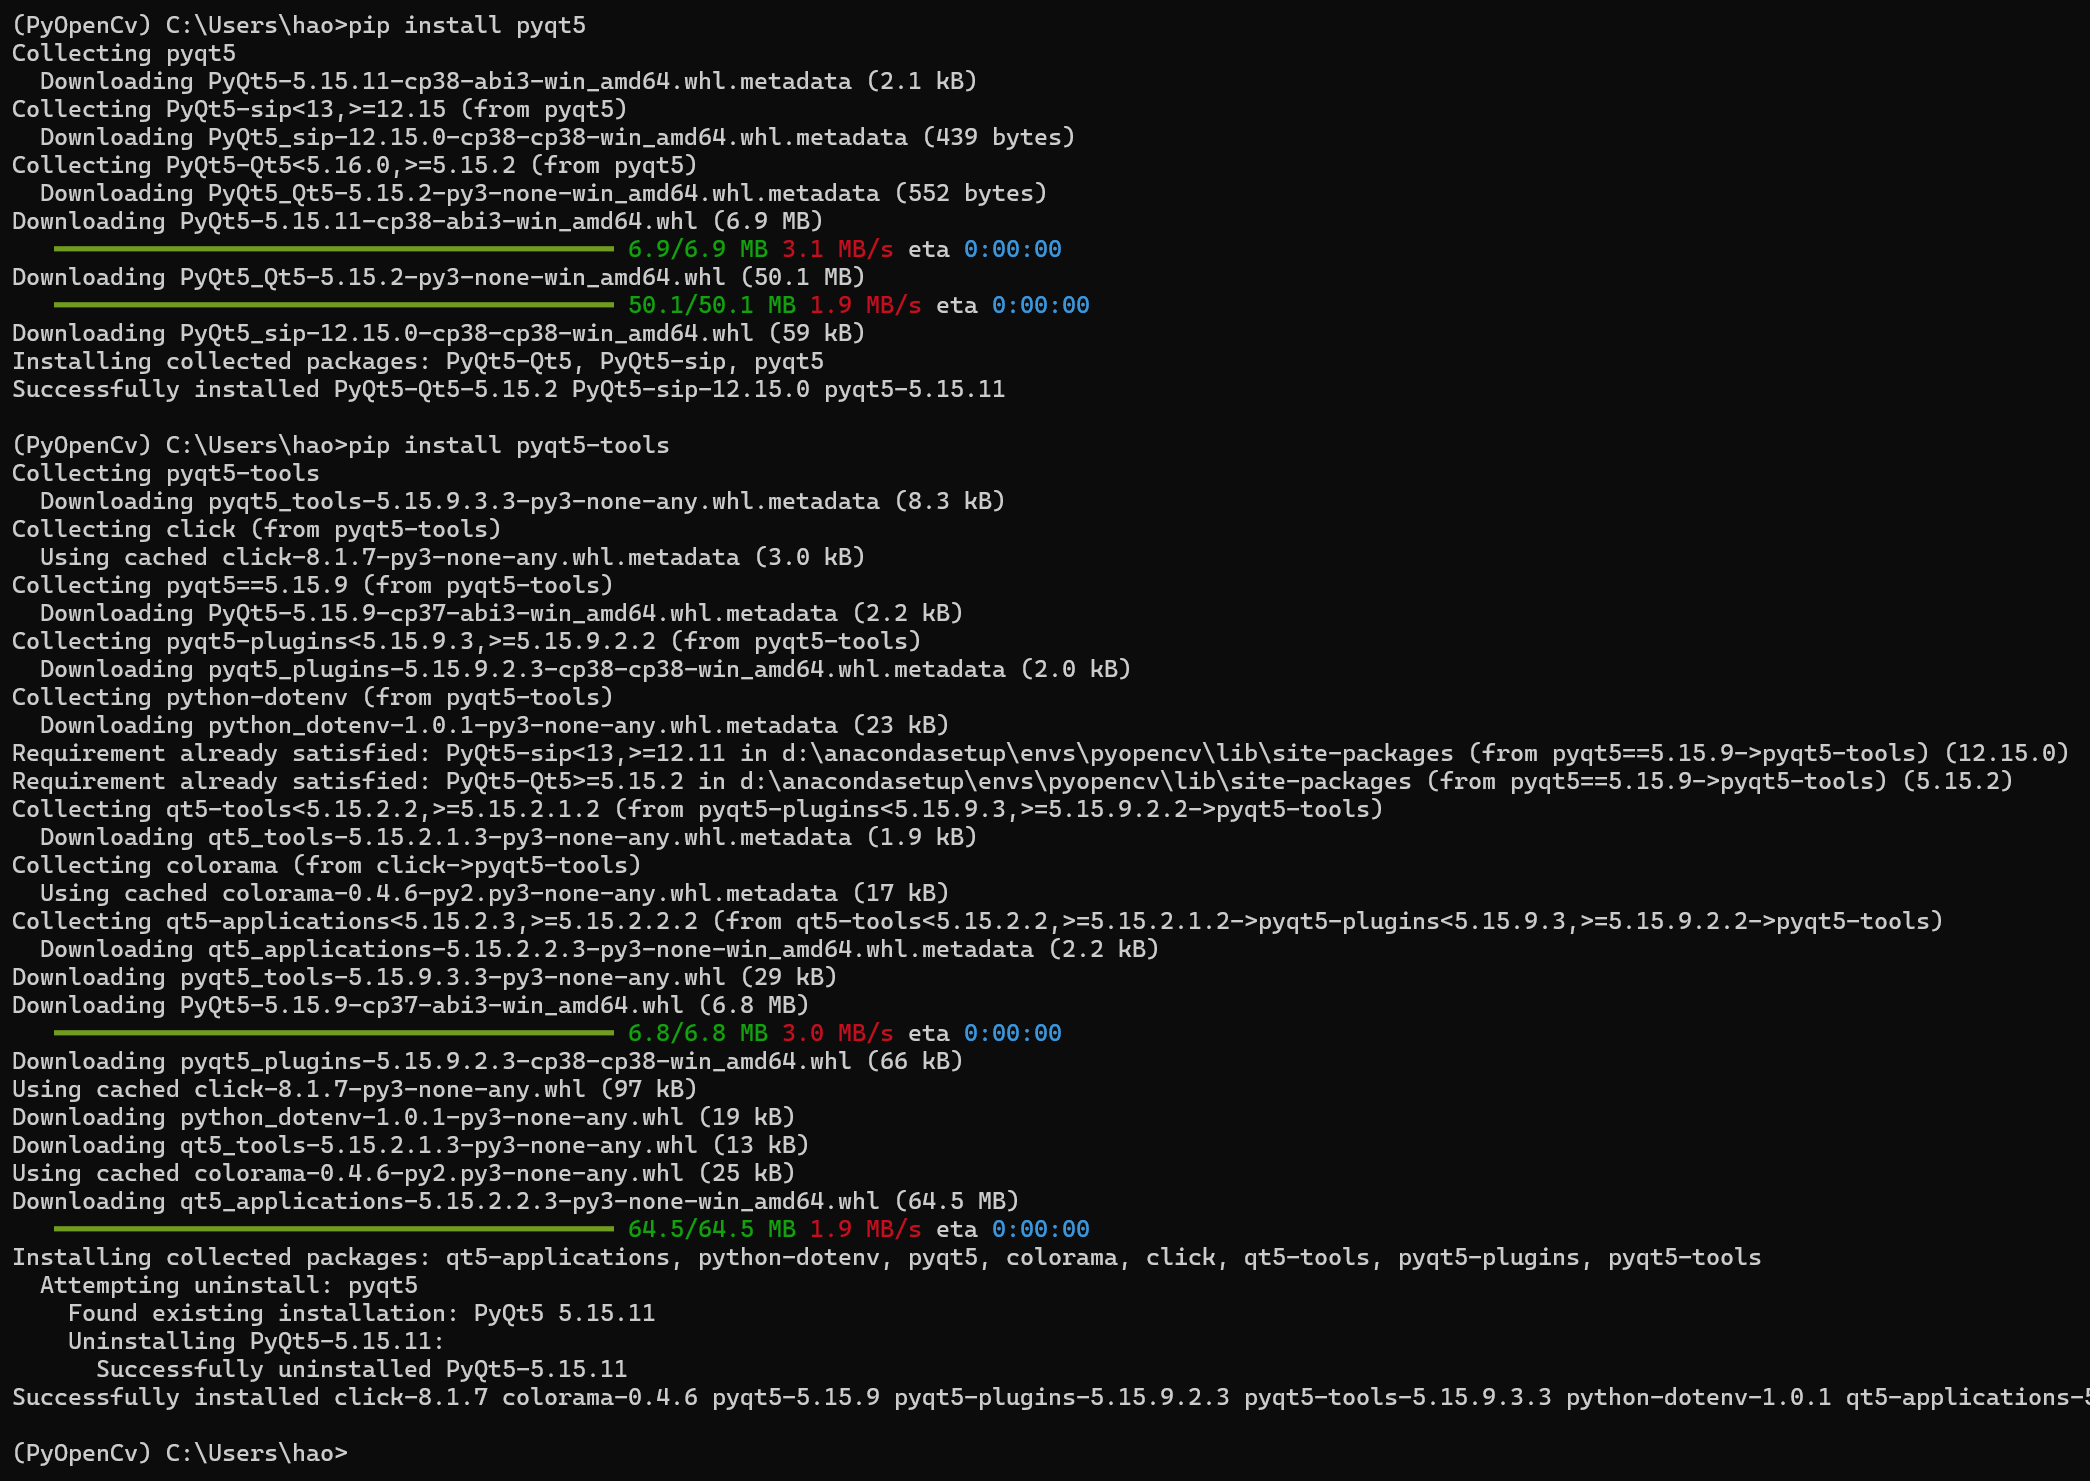 (PyOpenCv) C:\Users\hao>pip install pyqt5
Collecting pyqt5
  Downloading PyQt5-5.15.11-cp38-abi3-win_amd64.whl.metadata (2.1 kB)
Collecting PyQt5-sip<13,>=12.15 (from pyqt5)
  Downloading PyQt5_sip-12.15.0-cp38-cp38-win_amd64.whl.metadata (439 bytes)
Collecting PyQt5-Qt5<5.16.0,>=5.15.2 (from pyqt5)
  Downloading PyQt5_Qt5-5.15.2-py3-none-win_amd64.whl.metadata (552 bytes)
Downloading PyQt5-5.15.11-cp38-abi3-win_amd64.whl (6.9 MB)
6.9/6.9 MB 3.1 MB/s eta 0:00:00
Downloading PyQt5_Qt5-5.15.2-py3-none-win_amd64.whl (50.1 MB)
50.1/50.1 MB 1.9 MB/s eta 0:00:00
Downloading PyQt5_sip-12.15.0-cp38-cp38-win_amd64.whl (59 kB)
Installing collected packages: PyQt5-Qt5, PyQt5-sip, pyqt5
Successfully installed PyQt5-Qt5-5.15.2 PyQt5-sip-12.15.0 pyqt5-5.15.11
(PyOpenCv) C:\Users\hao>pip install pyqt5-tools
Collecting pyqt5-tools
  Downloading pyqt5_tools-5.15.9.3.3-py3-none-any.whl.metadata (8.3 kB)
Collecting click (from pyqt5-tools)
  Using cached click-8.1.7-py3-none-any.whl.metadata (3.0 kB)
Collecting pyqt5==5.15.9 (from pyqt5-tools)
  Downloading PyQt5-5.15.9-cp37-abi3-win_amd64.whl.metadata (2.2 kB)
Collecting pyqt5-plugins<5.15.9.3,>=5.15.9.2.2 (from pyqt5-tools)
  Downloading pyqt5_plugins-5.15.9.2.3-cp38-cp38-win_amd64.whl.metadata (2.0 kB)
Collecting python-dotenv (from pyqt5-tools)
  Downloading python_dotenv-1.0.1-py3-none-any.whl.metadata (23 kB)
Requirement already satisfied: PyQt5-sip<13,>=12.11 in d:\anacondasetup\envs\pyopencv\lib\site-packages (from pyqt5==5.15.9->pyqt5-tools) (12.15.0)
Requirement already satisfied: PyQt5-Qt5>=5.15.2 in d:\anacondasetup\envs\pyopencv\lib\site-packages (from pyqt5==5.15.9->pyqt5-tools) (5.15.2)
Collecting qt5-tools<5.15.2.2,>=5.15.2.1.2 (from pyqt5-plugins<5.15.9.3,>=5.15.9.2.2->pyqt5-tools)
  Downloading qt5_tools-5.15.2.1.3-py3-none-any.whl.metadata (1.9 kB)
Collecting colorama (from click->pyqt5-tools)
  Using cached colorama-0.4.6-py2.py3-none-any.whl.metadata (17 kB)
Collecting qt5-applications<5.15.2.3,>=5.15.2.2.2 (from qt5-tools<5.15.2.2,>=5.15.2.1.2->pyqt5-plugins<5.15.9.3,>=5.15.9.2.2->pyqt5-tools)
  Downloading qt5_applications-5.15.2.2.3-py3-none-win_amd64.whl.metadata (2.2 kB)
Downloading pyqt5_tools-5.15.9.3.3-py3-none-any.whl (29 kB)
Downloading PyQt5-5.15.9-cp37-abi3-win_amd64.whl (6.8 MB)
6.8/6.8 MB 3.0 MB/s eta 0:00:00
Downloading pyqt5_plugins-5.15.9.2.3-cp38-cp38-win_amd64.whl (66 kB)
Using cached click-8.1.7-py3-none-any.whl (97 kB)
Downloading python_dotenv-1.0.1-py3-none-any.whl (19 kB)
Downloading qt5_tools-5.15.2.1.3-py3-none-any.whl (13 kB)
Using cached colorama-0.4.6-py2.py3-none-any.whl (25 kB)
Downloading qt5_applications-5.15.2.2.3-py3-none-win_amd64.whl (64.5 MB)
64.5/64.5 MB 1.9 MB/s eta 0:00:00
Installing collected packages: qt5-applications, python-dotenv, pyqt5, colorama, click, qt5-tools, pyqt5-plugins, pyqt5-tools
  Attempting uninstall: pyqt5
    Found existing installation: PyQt5 5.15.11
    Uninstalling PyQt5-5.15.11:
      Successfully uninstalled PyQt5-5.15.11
Successfully installed click-8.1.7 colorama-0.4.6 pyqt5-5.15.9 pyqt5-plugins-5.15.9.2.3 pyqt5-tools-5.15.9.3.3 python-dotenv-1.0.1 qt5-applications-5
(PyOpenCv) C:\Users\hao>